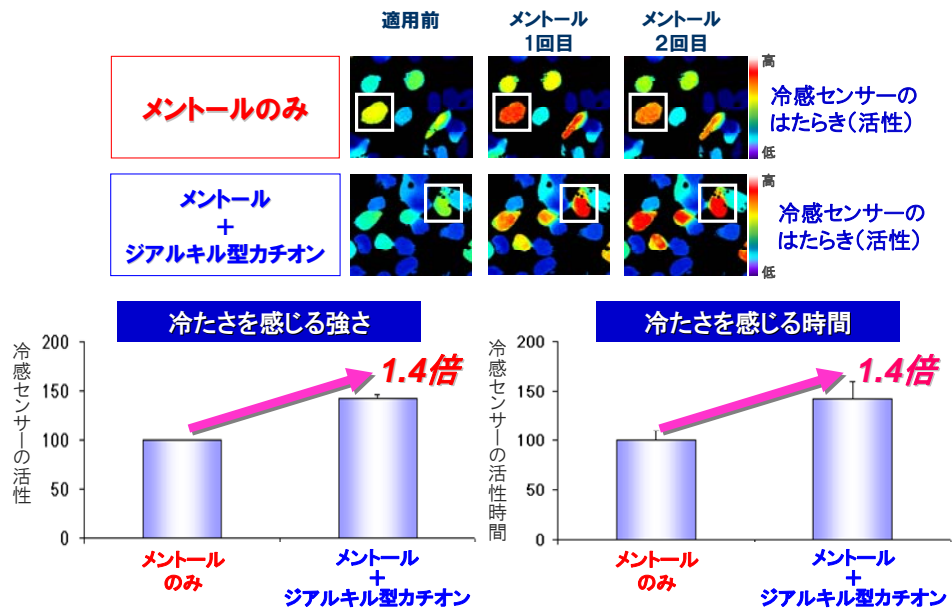 適用前
メントール
1回目
メントール
2回目
メントールのみ
高
低
冷感センサーの
はたらき（活性）
メントール
＋
ジアルキル型カチオン
高
低
冷感センサーの
はたらき（活性）
冷たさを感じる強さ
冷感センサーの活性
200
150
100
50
0
1.4倍
メントール
のみ
メントール
＋
ジアルキル型カチオン
冷たさを感じる時間
冷感センサーの活性時間
200
150
100
50
0
1.4倍
メントール
のみ
メントール
＋
ジアルキル型カチオン